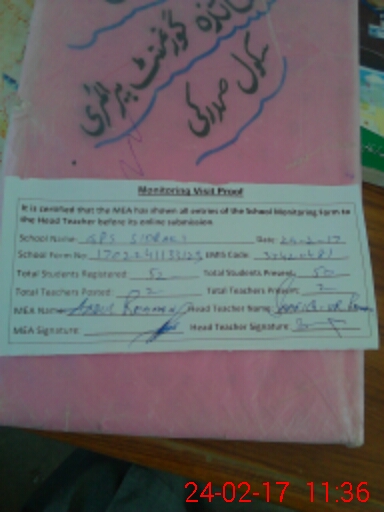 گورنمنٹ پرائمری
سکول صدرکی
Monitoring Visit Proof
It is certified that the MEA has shown all entries of the School Monitoring Form to
the Head Teacher before its online submission
School Name: GPS Date: 24-2-17
School Form No EMIS Code:
Total Students Registered: 52 Total Students Present: 50
Total Teachers Posted: 2 Total Teachers Present: 2
MEA Name: Abdul Rehman Head Teacher Name
MEA Signature: Head Teacher Signature:
24-02-17 11:36